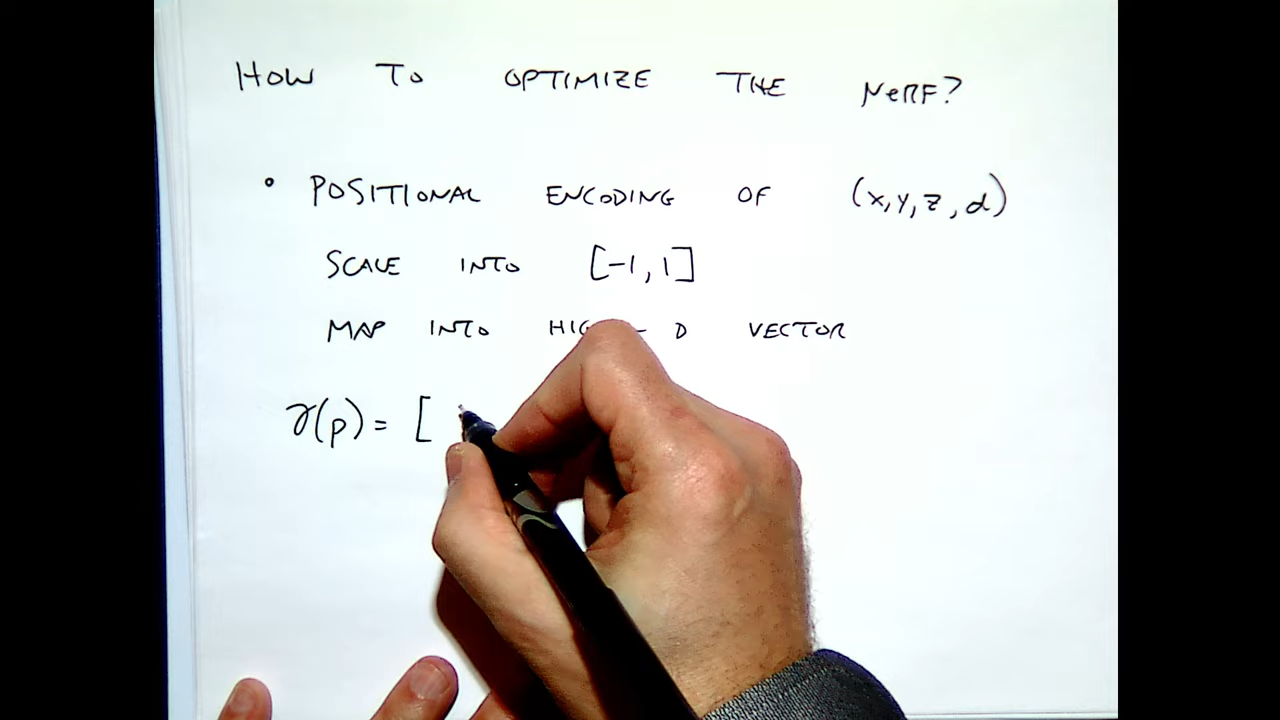 HOW TO OPTIMIZE THE NeRF?
• POSITIONAL ENCODING OF (x,y,z,d)
SCALE INTO [-1,1]
MAP INTO D VECTOR
γ(p) = [